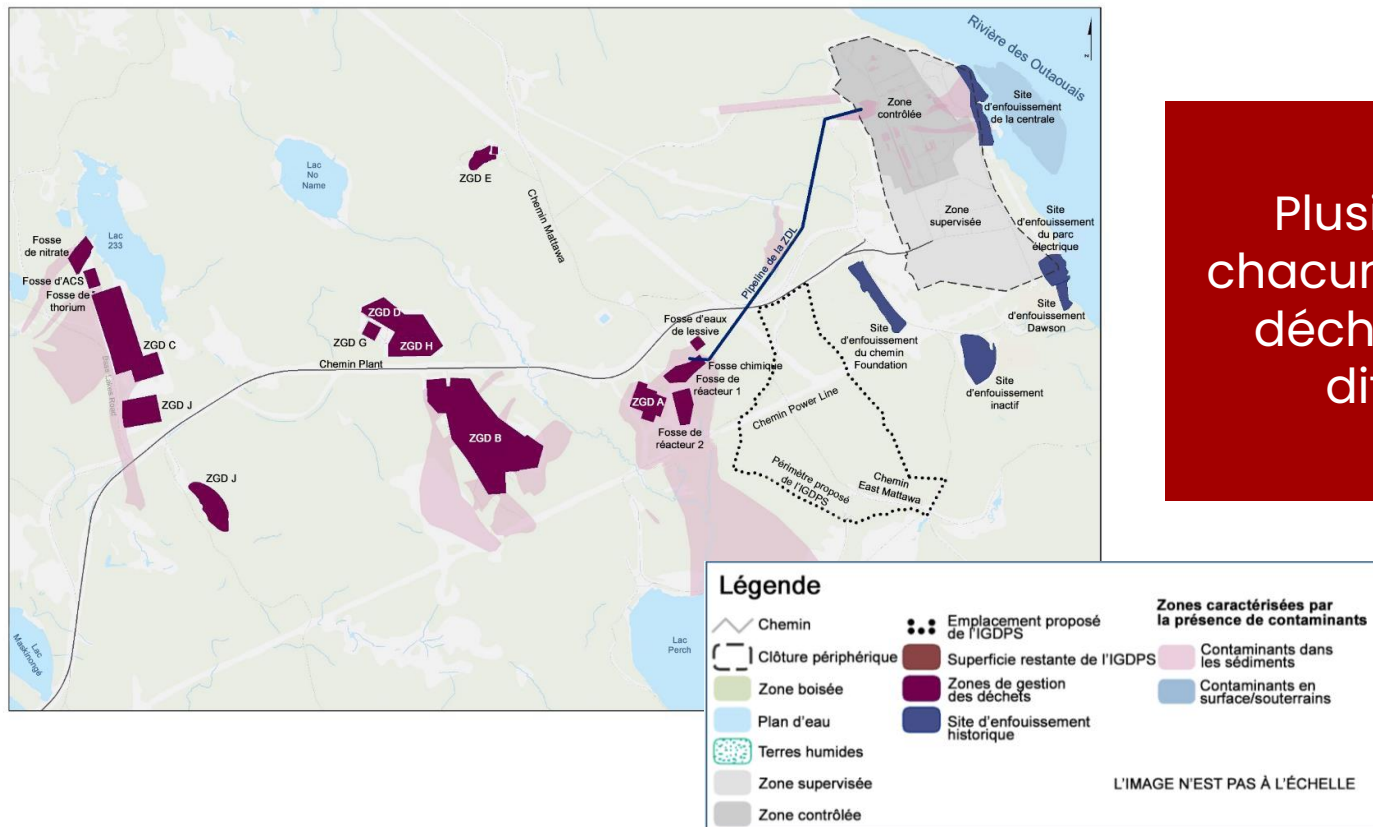 Rivière des Outaouais
Site
d'enfouissement
de la centrale
Zone
contrôlée
Lac
No
Name
ZGD E
Chemin Mattawa
Zone
supervisée
Site
d'enfouissement
du parc
électrique
Lac
233
Fosse
de nitrate
Fosse d'ACS
Fosse de
thorium
Pipeline de la ZDL
ZGD D
ZGD G
ZGD H
ZGD C
Chemin Plant
Fosse d'eaux
de lessive
Site
d'enfouissement
du chemin
Foundation
Site
d'enfouissement
Dawson
Fosse chimique
Fosse de
réacteur 1
Site
d'enfouissement
inactif
ZGD J
ZGD A
Chemin Power Line
Fosse de
réacteur 2
ZGD B
ZGD J
Périmètre proposé
de l'IGDPS
Chemin
East Mattawa
Lac
Maskinongé
Lac
Perch
z
Plusi
chacur
déch
di
Légende
Chemin
Clôture périphérique
Zone boisée
Plan d'eau
Terres humides
Zone supervisée
Zone contrôlée
Emplacement proposé
de l'IGDPS
Superficie restante de l'IGDPS
Zones de gestion
des déchets
Site d'enfouissement
historique
Zones caractérisées par
la présence de contaminants
Contaminants dans
les sédiments
Contaminants en
surface/souterrains
L'IMAGE N'EST PAS À L'ÉCHELLE